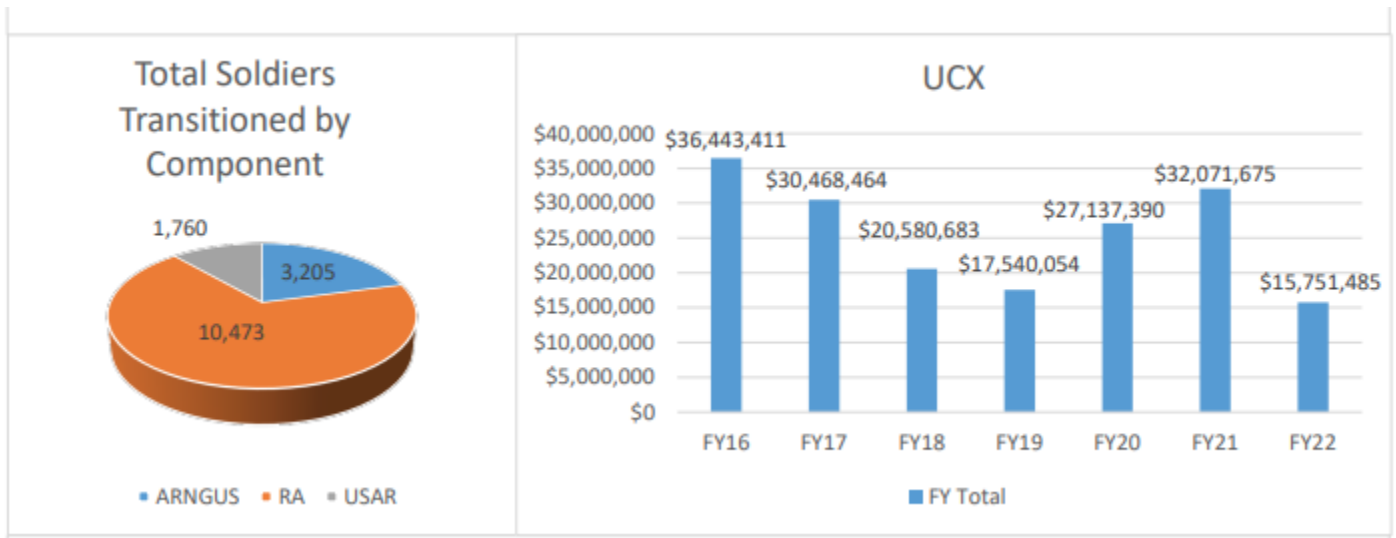 Total Soldiers
Transitioned by
Component
1,760
3,205
10,473
ARNGUS RA USAR
UCX
$40,000,000
$35,000,000
$30,000,000
$25,000,000
$20,000,000
$15,000,000
$10,000,000
$5,000,000
$0
$36,443,411
$30,468,464
$20,580,683
$17,540,054
$27,137,390
$32,071,675
$15,751,485
FY16 FY17 FY18 FY19 FY20 FY21 FY22
FY Total